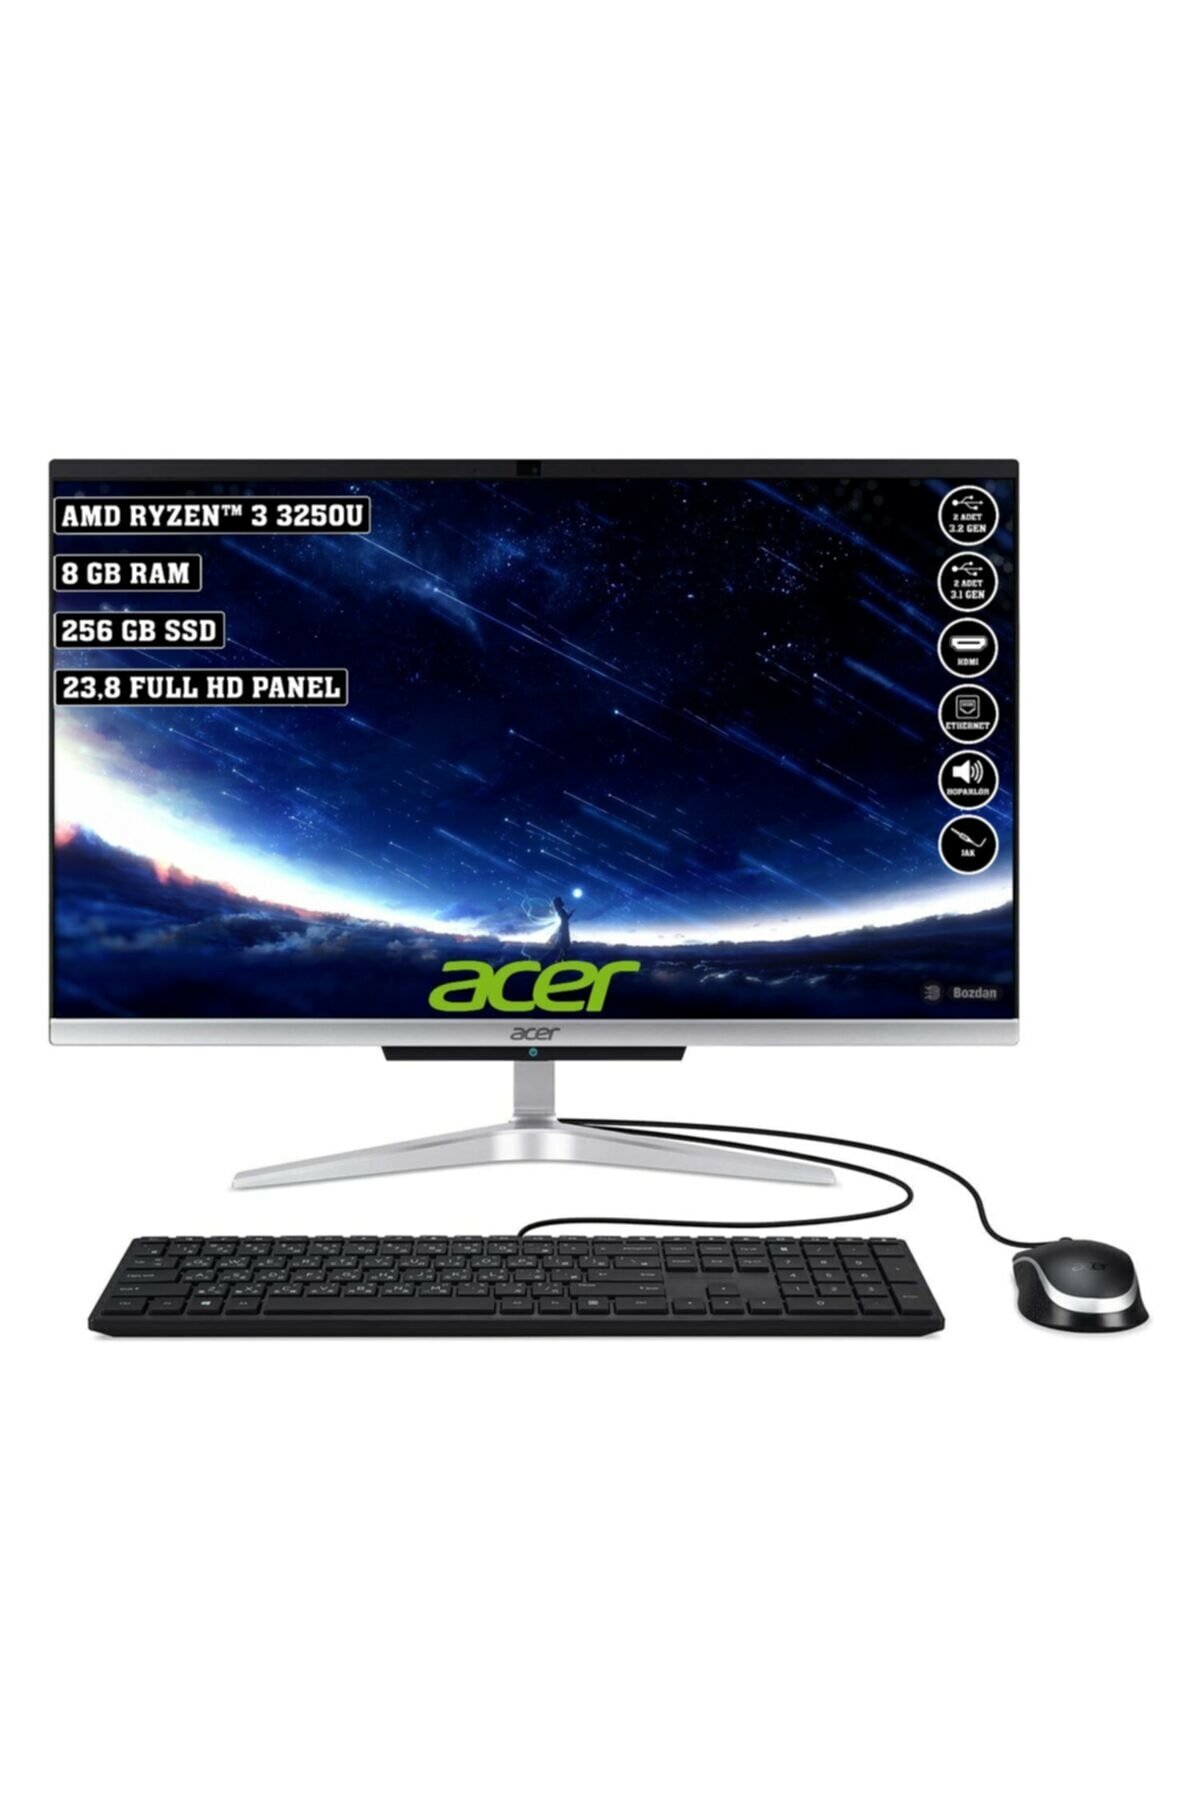 AMD RYZEN™ 3 3250U
8 GB RAM
256 GB SSD
23,8 FULL HD PANEL
2 ADET
3.2 GEN
2 ADET
3.1 GEN
HDMI
ETHERNET
HOPARLÖR
JAK
acer
Bozdan
acer
acer